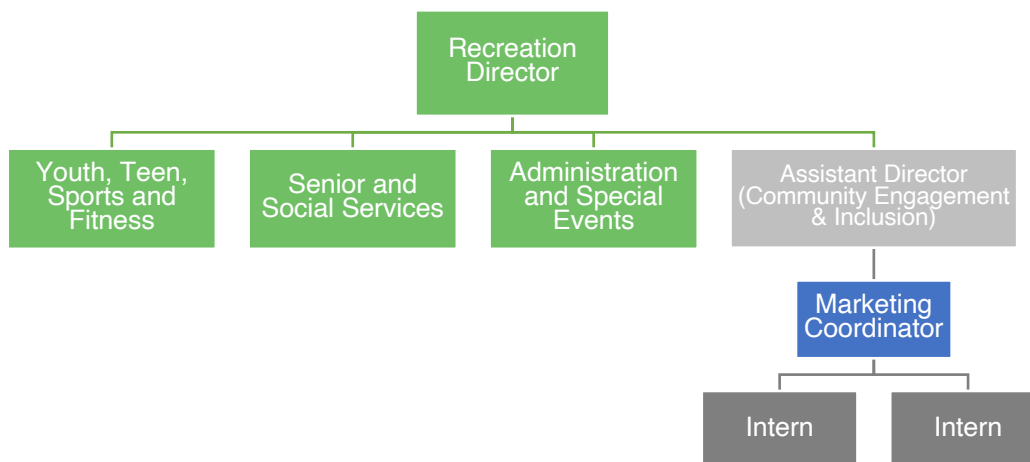 Recreation
Director
Youth, Teen,
Sports and
Fitness
Senior and
Social Services
Administration
and Special
Events
Assistant Director
(Community Engagement
& Inclusion)
Marketing
Coordinator
Intern
Intern